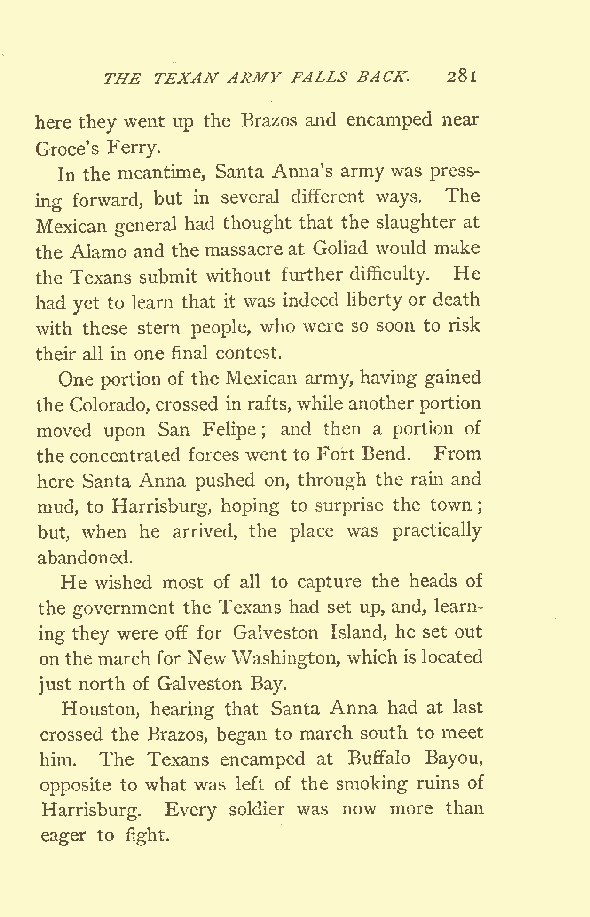 THE TEXAN ARMY FALLS BACK. 281
here they went up the Brazos and encamped near
Groce's Ferry.
In the meantime, Santa Anna's army was press-
ing forward, but in several different ways. The
Mexican general had thought that the slaughter at
the Alamo and the massacre at Goliad would make
the Texans submit without further difficulty. He
had yet to learn that it was indeed liberty or death
with these stern people, who were so soon to risk
their all in one final contest.
One portion of the Mexican army, having gained
the Colorado, crossed in rafts, while another portion
moved upon San Felipe; and then a portion of
the concentrated forces went to Fort Bend. From
here Santa Anna pushed on, through the rain and
mud, to Harrisburg, hoping to surprise the town;
but, when he arrived, the place was practically
abandoned.
He wished most of all to capture the heads of
the government the Texans had set up, and, learn-
ing they were off for Galveston Island, he set out
on the march for New Washington, which is located
just north of Galveston Bay.
Houston, hearing that Santa Anna had at last
crossed the Brazos, began to march south to meet
him. The Texans encamped at Buffalo Bayou,
opposite to what was left of the smoking ruins of
Harrisburg. Every soldier was now more than
eager to fight.